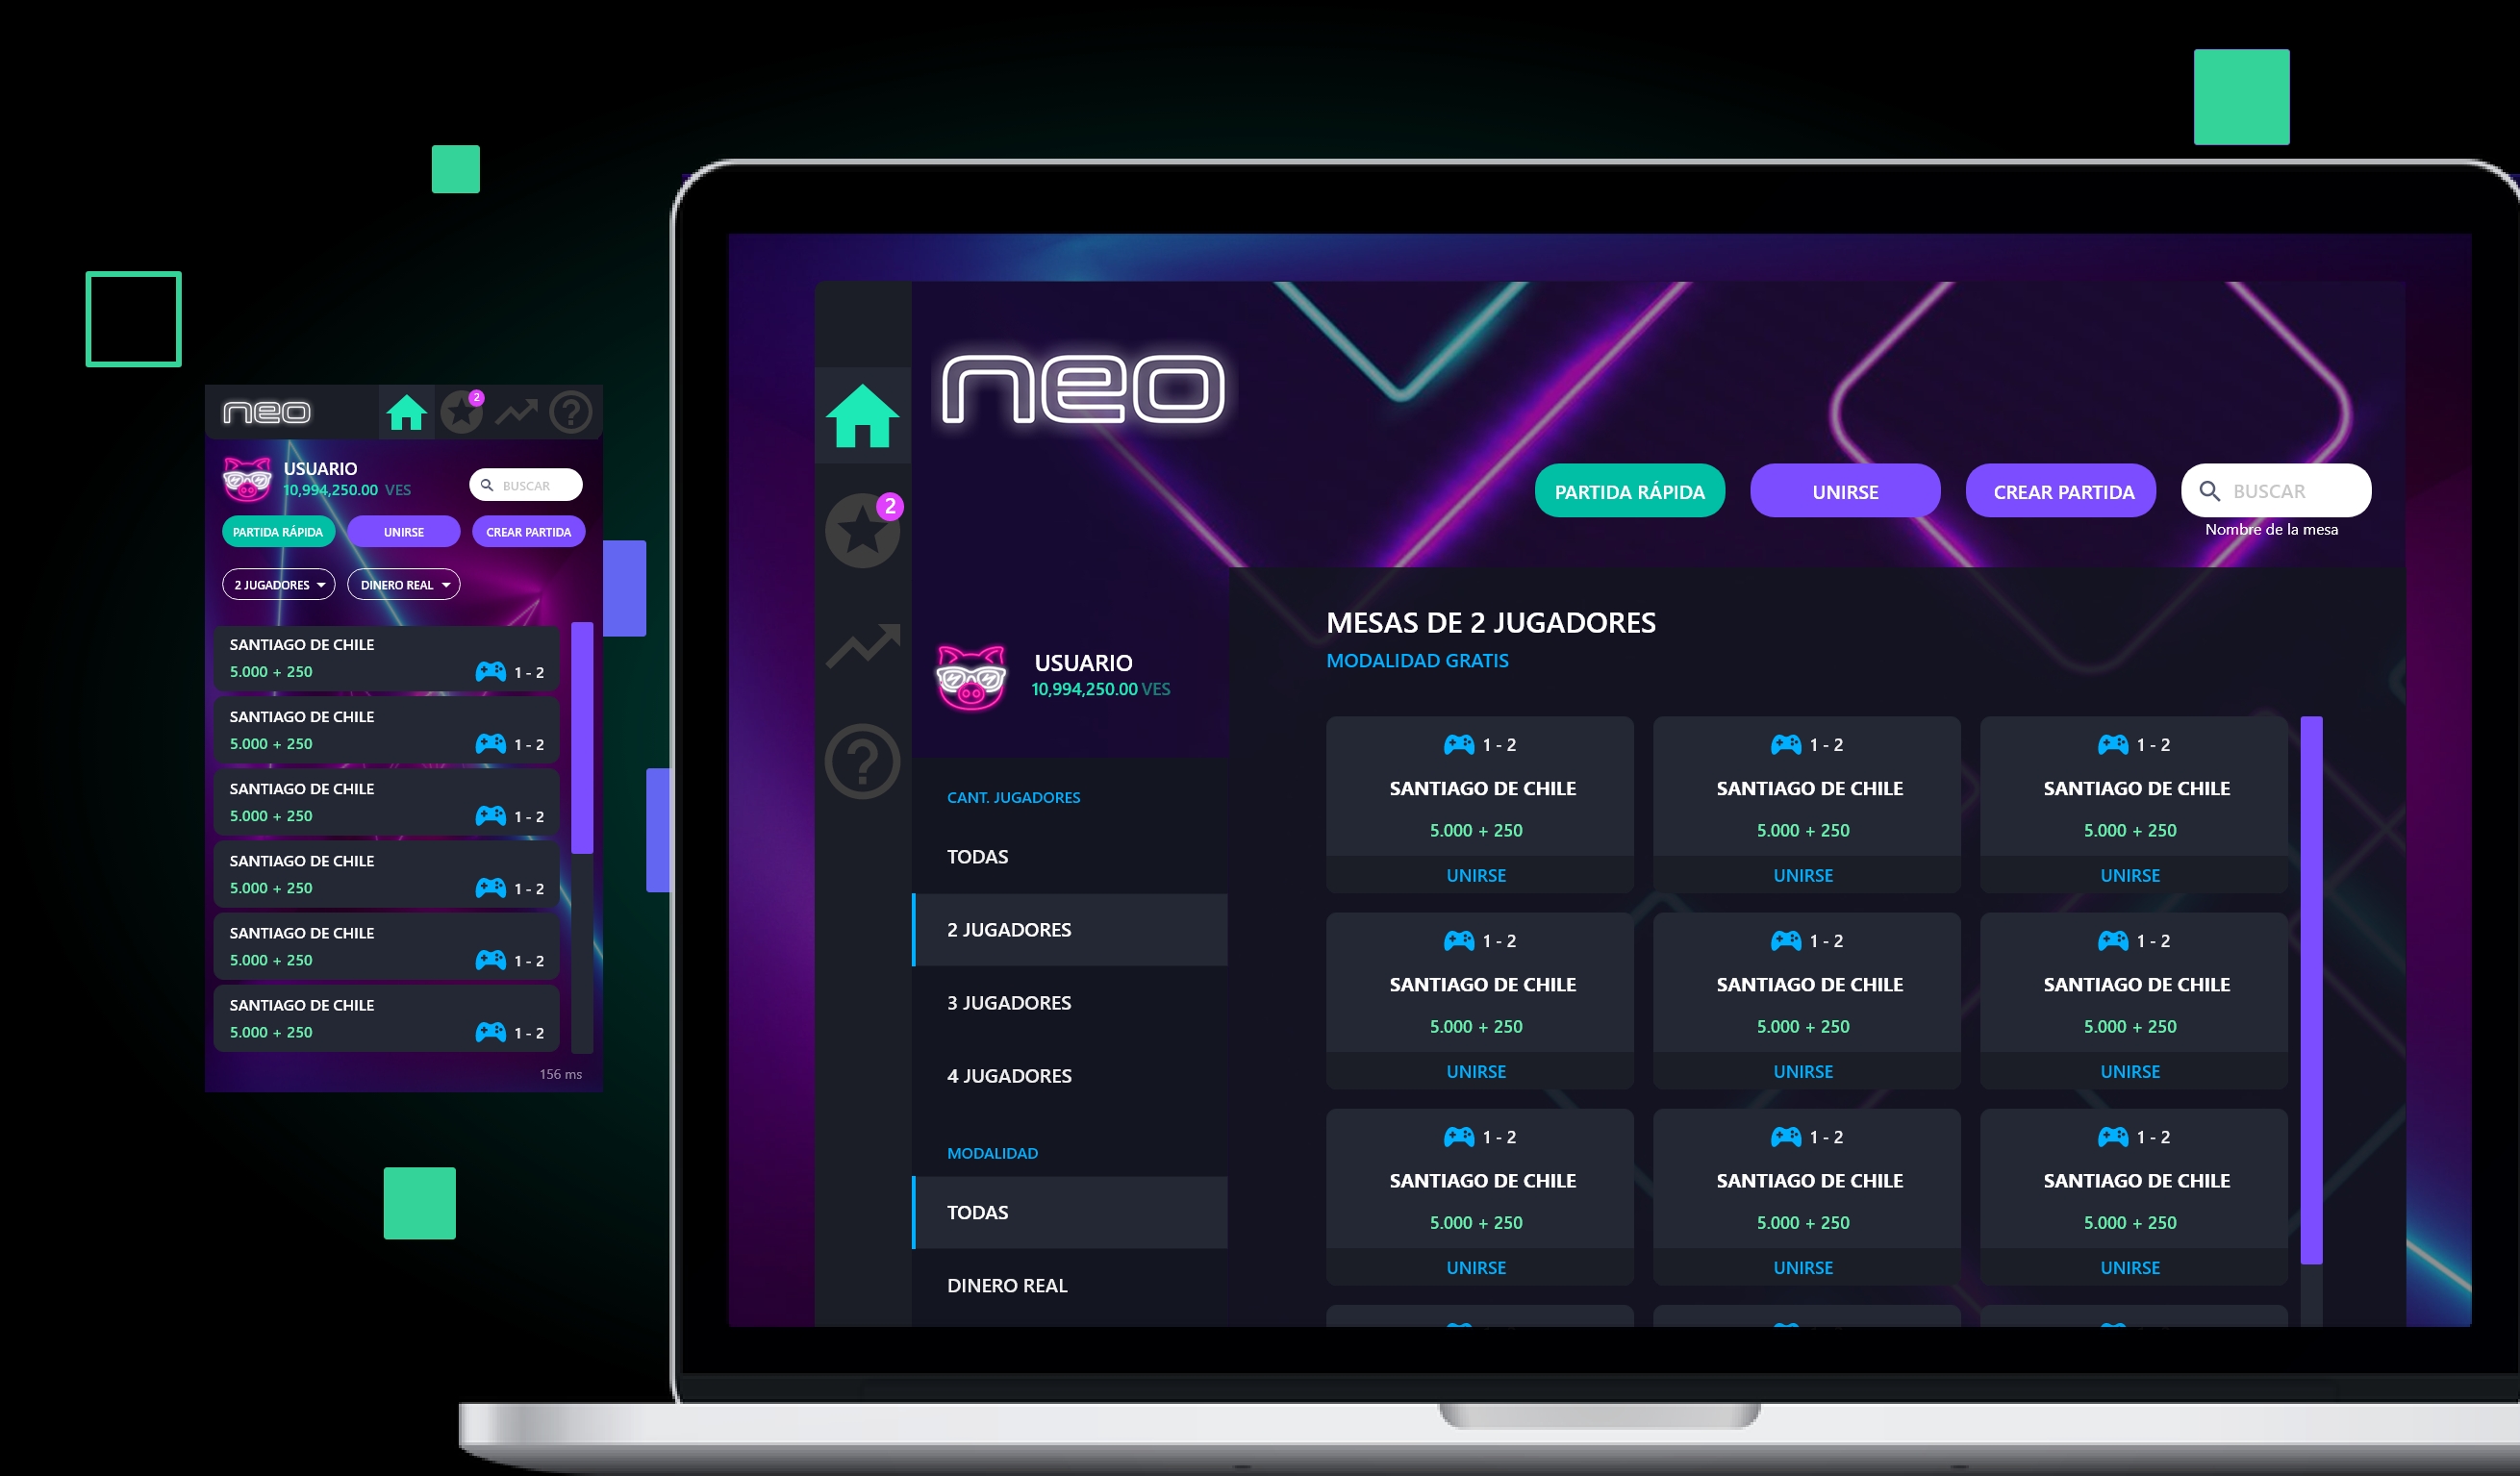 neo
2
USUARIO
10,994,250.00 VES
BUSCAR
PARTIDA RÁPIDA
UNIRSE
CREAR PARTIDA
2 JUGADORES
DINERO REAL
SANTIAGO DE CHILE
5.000 + 250
1 - 2
SANTIAGO DE CHILE
5.000 + 250
1 - 2
SANTIAGO DE CHILE
5.000 + 250
1 - 2
SANTIAGO DE CHILE
5.000 + 250
1 - 2
SANTIAGO DE CHILE
5.000 + 250
1 - 2
SANTIAGO DE CHILE
5.000 + 250
1 - 2
156 ms
neo
2
PARTIDA RÁPIDA
UNIRSE
CREAR PARTIDA
BUSCAR
Nombre de la mesa
USUARIO
10,994,250.00 VES
CANT. JUGADORES
TODAS
2 JUGADORES
3 JUGADORES
4 JUGADORES
MODALIDAD
TODAS
DINERO REAL
MESAS DE 2 JUGADORES
MODALIDAD GRATIS
1 - 2
SANTIAGO DE CHILE
5.000 + 250
UNIRSE
1 - 2
SANTIAGO DE CHILE
5.000 + 250
UNIRSE
1 - 2
SANTIAGO DE CHILE
5.000 + 250
UNIRSE
1 - 2
SANTIAGO DE CHILE
5.000 + 250
UNIRSE
1 - 2
SANTIAGO DE CHILE
5.000 + 250
UNIRSE
1 - 2
SANTIAGO DE CHILE
5.000 + 250
UNIRSE
1 - 2
SANTIAGO DE CHILE
5.000 + 250
UNIRSE
1 - 2
SANTIAGO DE CHILE
5.000 + 250
UNIRSE
1 - 2
SANTIAGO DE CHILE
5.000 + 250
UNIRSE